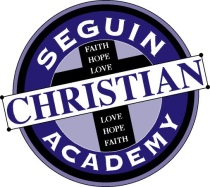 SEGUIN
FAITH
HOPE
LOVE
CHRISTIAN
LOVE
HOPE
FAITH
ACADEMY